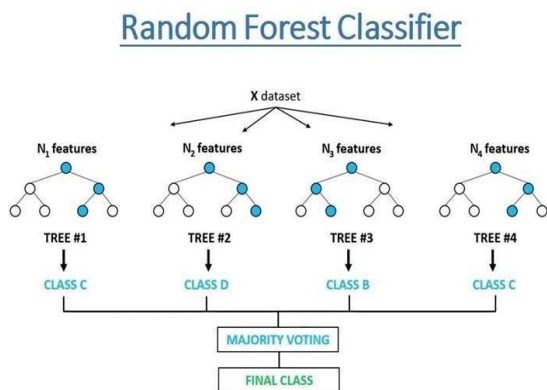 Random Forest Classifier
X dataset
N₁ features N₂ features N₃ features N₄ features
TREE #1 TREE #2 TREE #3 TREE #4
CLASS C CLASS D CLASS B CLASS C
MAJORITY VOTING
FINAL CLASS